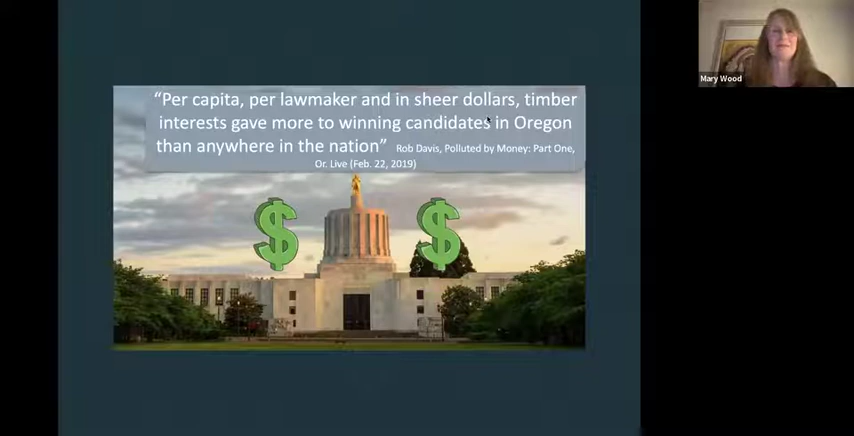 “Per capita, per lawmaker and in sheer dollars, timber
interests gave more to winning candidates in Oregon
than anywhere in the nation” Rob Davis, Polluted by Money: Part One,
Or. Live (Feb. 22, 2019)
$ $
Mary Wood